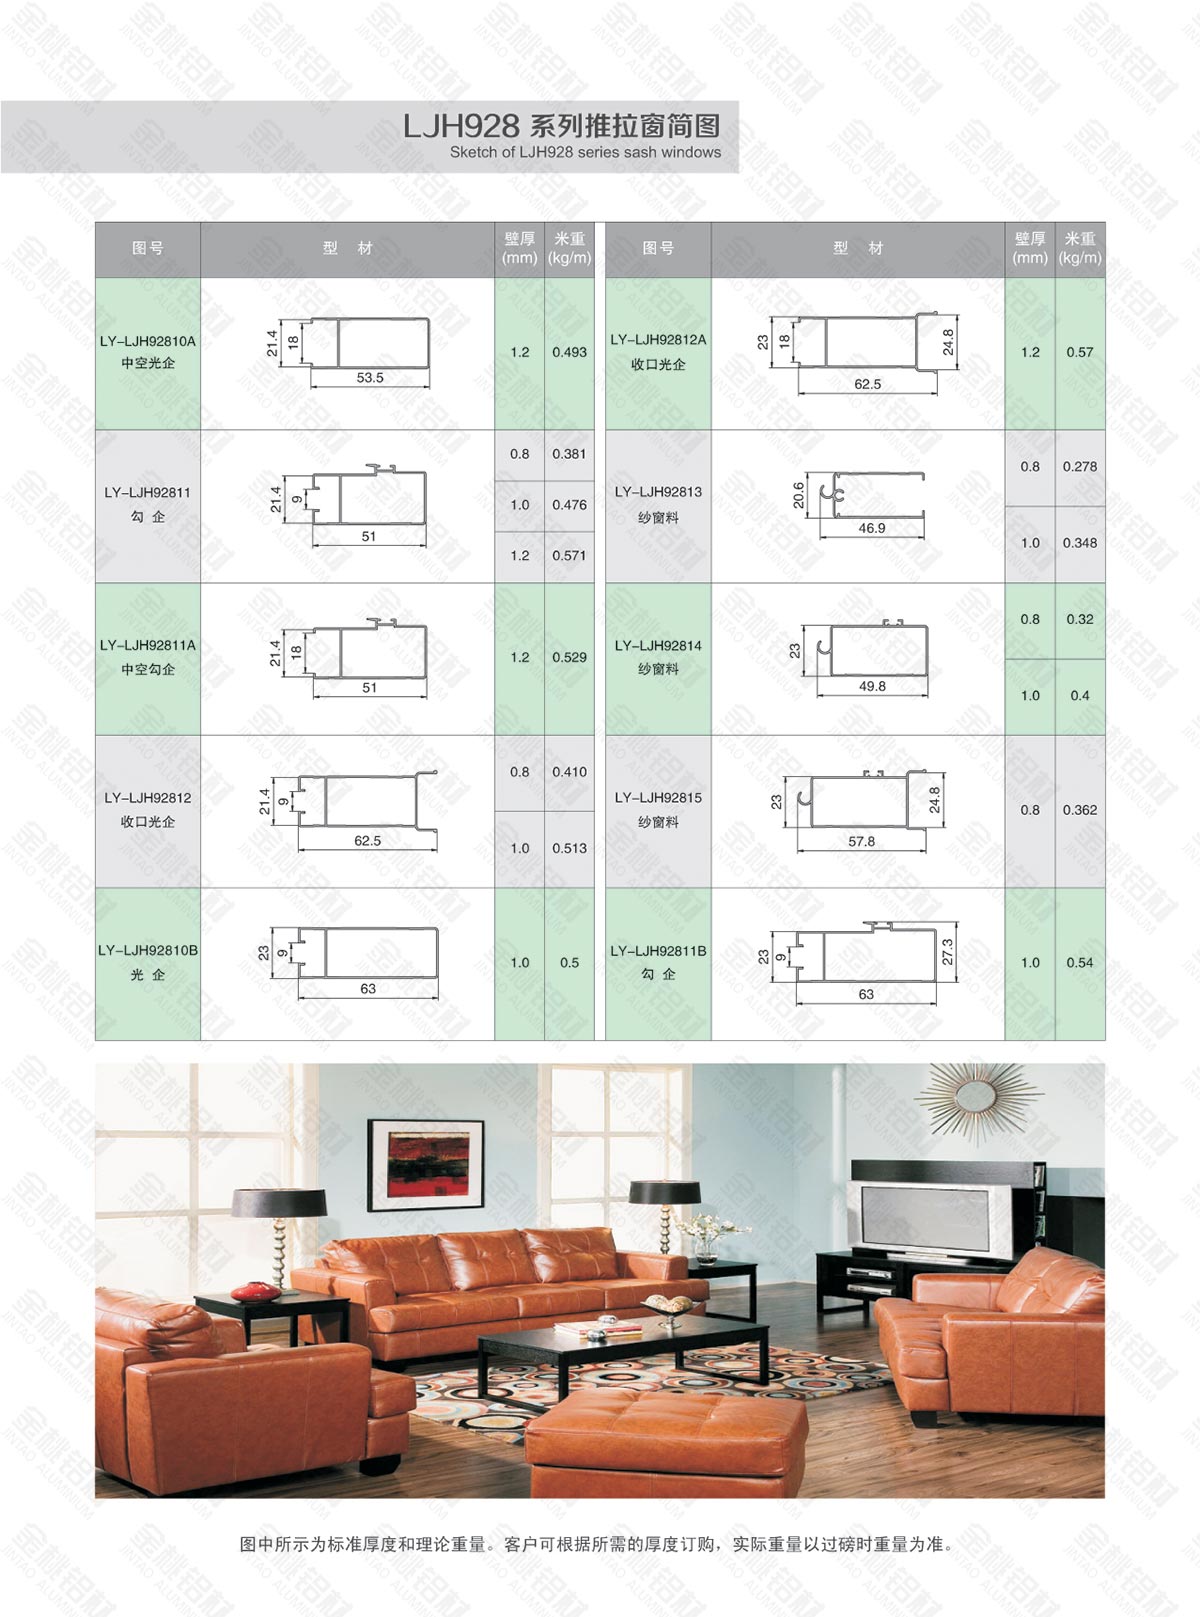 LJH928 系列推拉窗简图
Sketch of LJH928 series sash windows
图号 型 材 壁厚(mm) 米重(kg/m)
LY-LJH92810A
中空光企
21.4 18 53.5
1.2 0.493
LY-LJH92811
勾 企
21.4 9 51
0.8 0.381
1.0 0.476
1.2 0.571
LY-LJH92811A
中空勾企
21.4 18 51
1.2 0.529
LY-LJH92812
收口光企
21.4 9 62.5
0.8 0.410
1.0 0.513
LY-LJH92810B
光 企
23 9 63
1.0 0.5
图号 型 材 壁厚(mm) 米重(kg/m)
LY-LJH92812A
收口光企
23 18 62.5 24.8
1.2 0.57
LY-LJH92813
纱窗料
20.6 46.9
0.8 0.278
1.0 0.348
LY-LJH92814
纱窗料
23 49.8
0.8 0.32
1.0 0.4
LY-LJH92815
纱窗料
23 57.8 24.8
0.8 0.362
LY-LJH92811B
勾 企
23 9 63 27.3
1.0 0.54
图中所示为标准厚度和理论重量。客户可根据所需的厚度订购，实际重量以过磅时重量为准。
金桃铝材
JINTAO ALUMINIUM